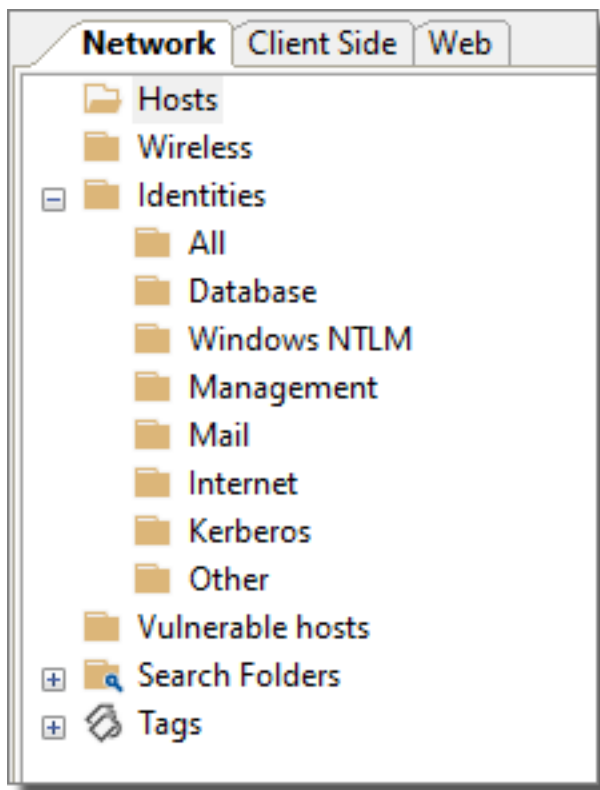 Network Client Side Web
Hosts
Wireless
Identities
All
Database
Windows NTLM
Management
Mail
Internet
Kerberos
Other
Vulnerable hosts
Search Folders
Tags